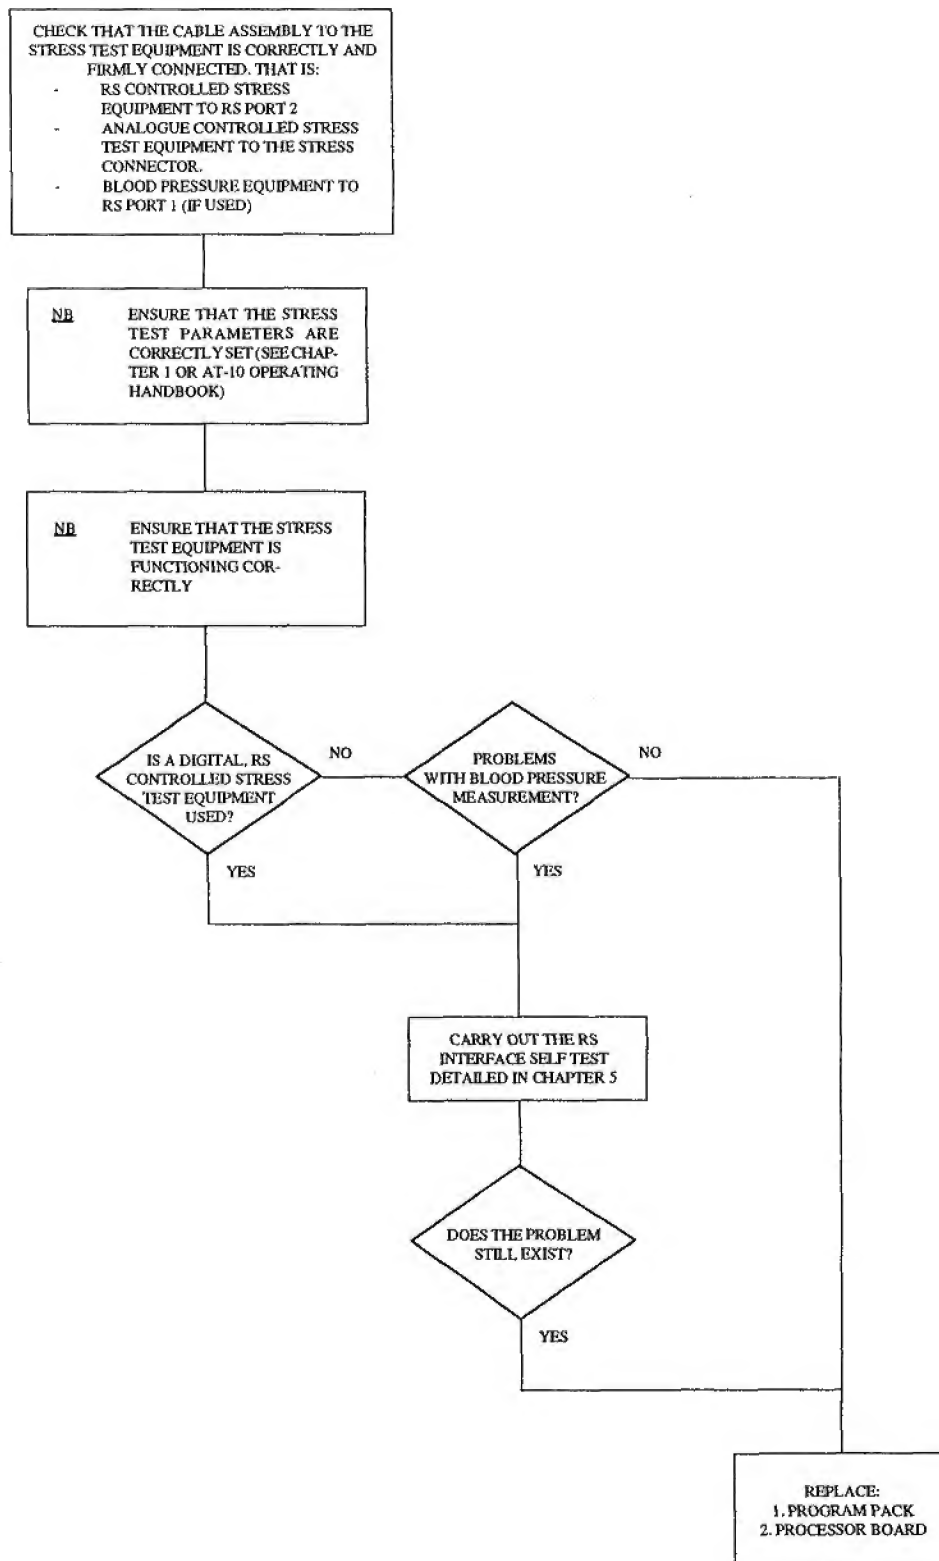 CHECK THAT THE CABLE ASSEMBLY TO THE
STRESS TEST EQUIPMENT IS CORRECTLY AND
FIRMLY CONNECTED. THAT IS:
- RS CONTROLLED STRESS
EQUIPMENT TO RS PORT 2
- ANALOGUE CONTROLLED STRESS
TEST EQUIPMENT TO THE STRESS
CONNECTOR.
- BLOOD PRESSURE EQUIPMENT TO
RS PORT 1 (IF USED)
NB ENSURE THAT THE STRESS
TEST PARAMETERS ARE
CORRECTLY SET (SEE CHAP-
TER 1 OR AT-10 OPERATING
HANDBOOK)
NB ENSURE THAT THE STRESS
TEST EQUIPMENT IS
FUNCTIONING COR-
RECTLY
IS A DIGITAL, RS
CONTROLLED STRESS
TEST EQUIPMENT
USED?
NO
PROBLEMS
WITH BLOOD PRESSURE
MEASUREMENT?
NO
YES
YES
CARRY OUT THE RS
INTERFACE SELF TEST
DETAILED IN CHAPTER 5
DOES THE PROBLEM
STILL EXIST?
YES
REPLACE:
1. PROGRAM PACK
2. PROCESSOR BOARD